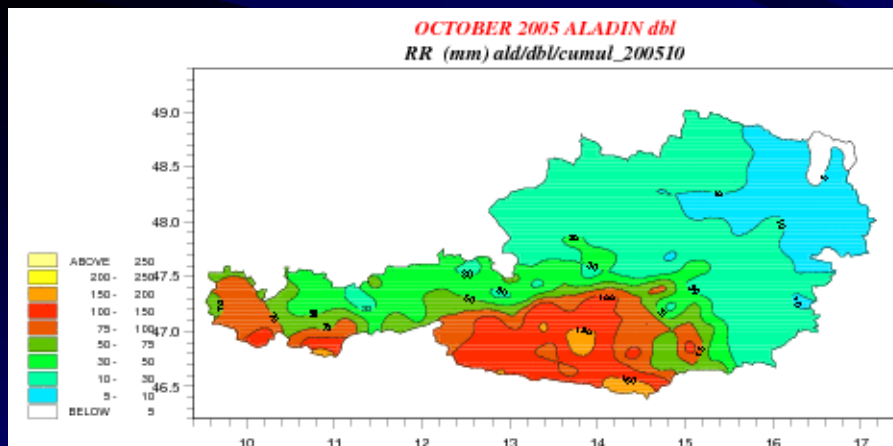 OCTOBER 2005 ALADIN dbl
RR (mm) ald/dbl/cumul_200510
49.0
48.5
48.0
47.5
47.0
46.5
ABOVE 250
200 - 250
150 - 200
100 - 150
75 - 100
50 - 75
30 - 50
10 - 30
5 - 10
BELOW 5
10 11 12 13 14 15 16 17